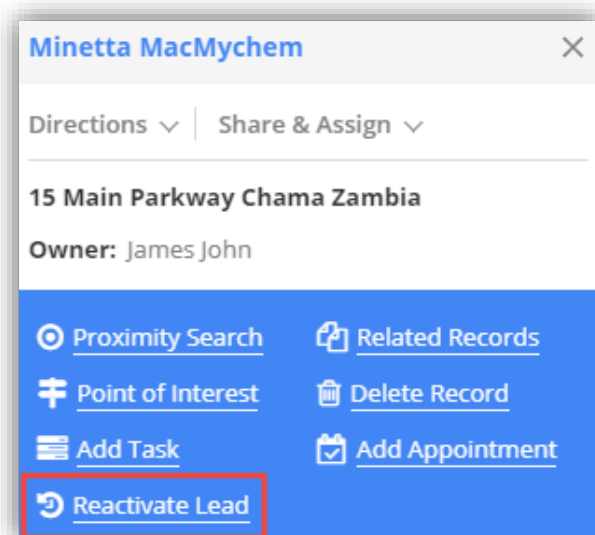 Minetta MacMychem
Directions Share & Assign
15 Main Parkway Chama Zambia
Owner: James John
Proximity Search Related Records
Point of Interest Delete Record
Add Task Add Appointment
Reactivate Lead